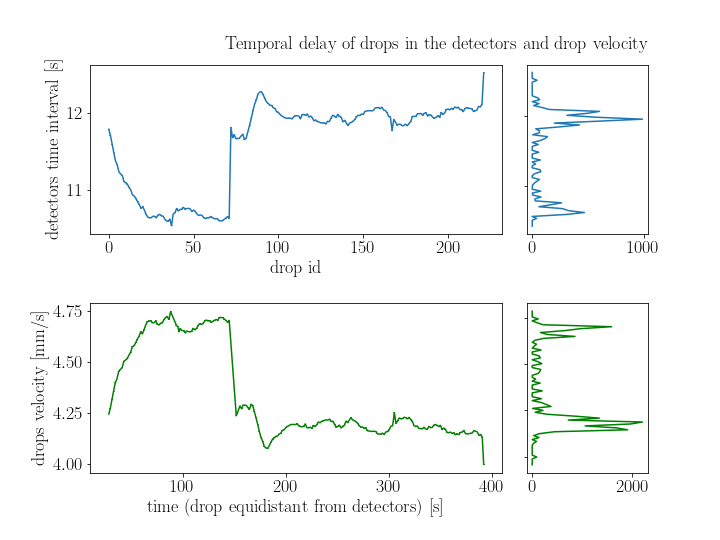 Temporal delay of drops in the detectors and drop velocity
detectors time interval [s]
12
11
0 50 100 150 200
drop id
0 1000
drops velocity [mm/s]
4.75
4.50
4.25
4.00
100 200 300 400
time (drop equidistant from detectors) [s]
0 2000